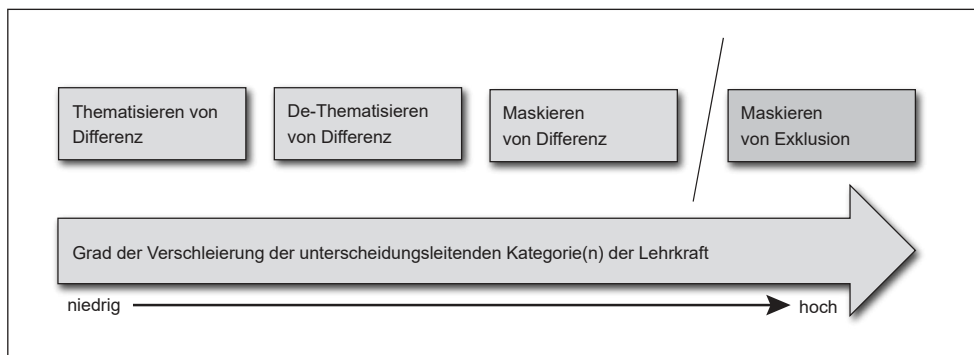 Thematisieren von
Differenz
De-Thematisieren
von Differenz
Maskieren
von Differenz
Maskieren
von Exklusion
Grad der Verschleierung der unterscheidungsleitenden Kategorie(n) der Lehrkraft
niedrig
hoch